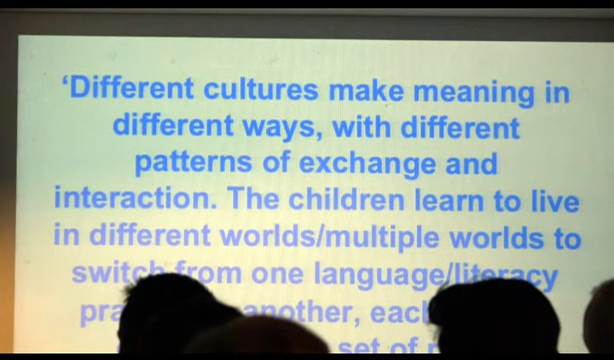 ‘Different cultures make meaning in
different ways, with different
patterns of exchange and
interaction. The children learn to live
in different worlds/multiple worlds to
switch from one language/literacy
another, each
set of